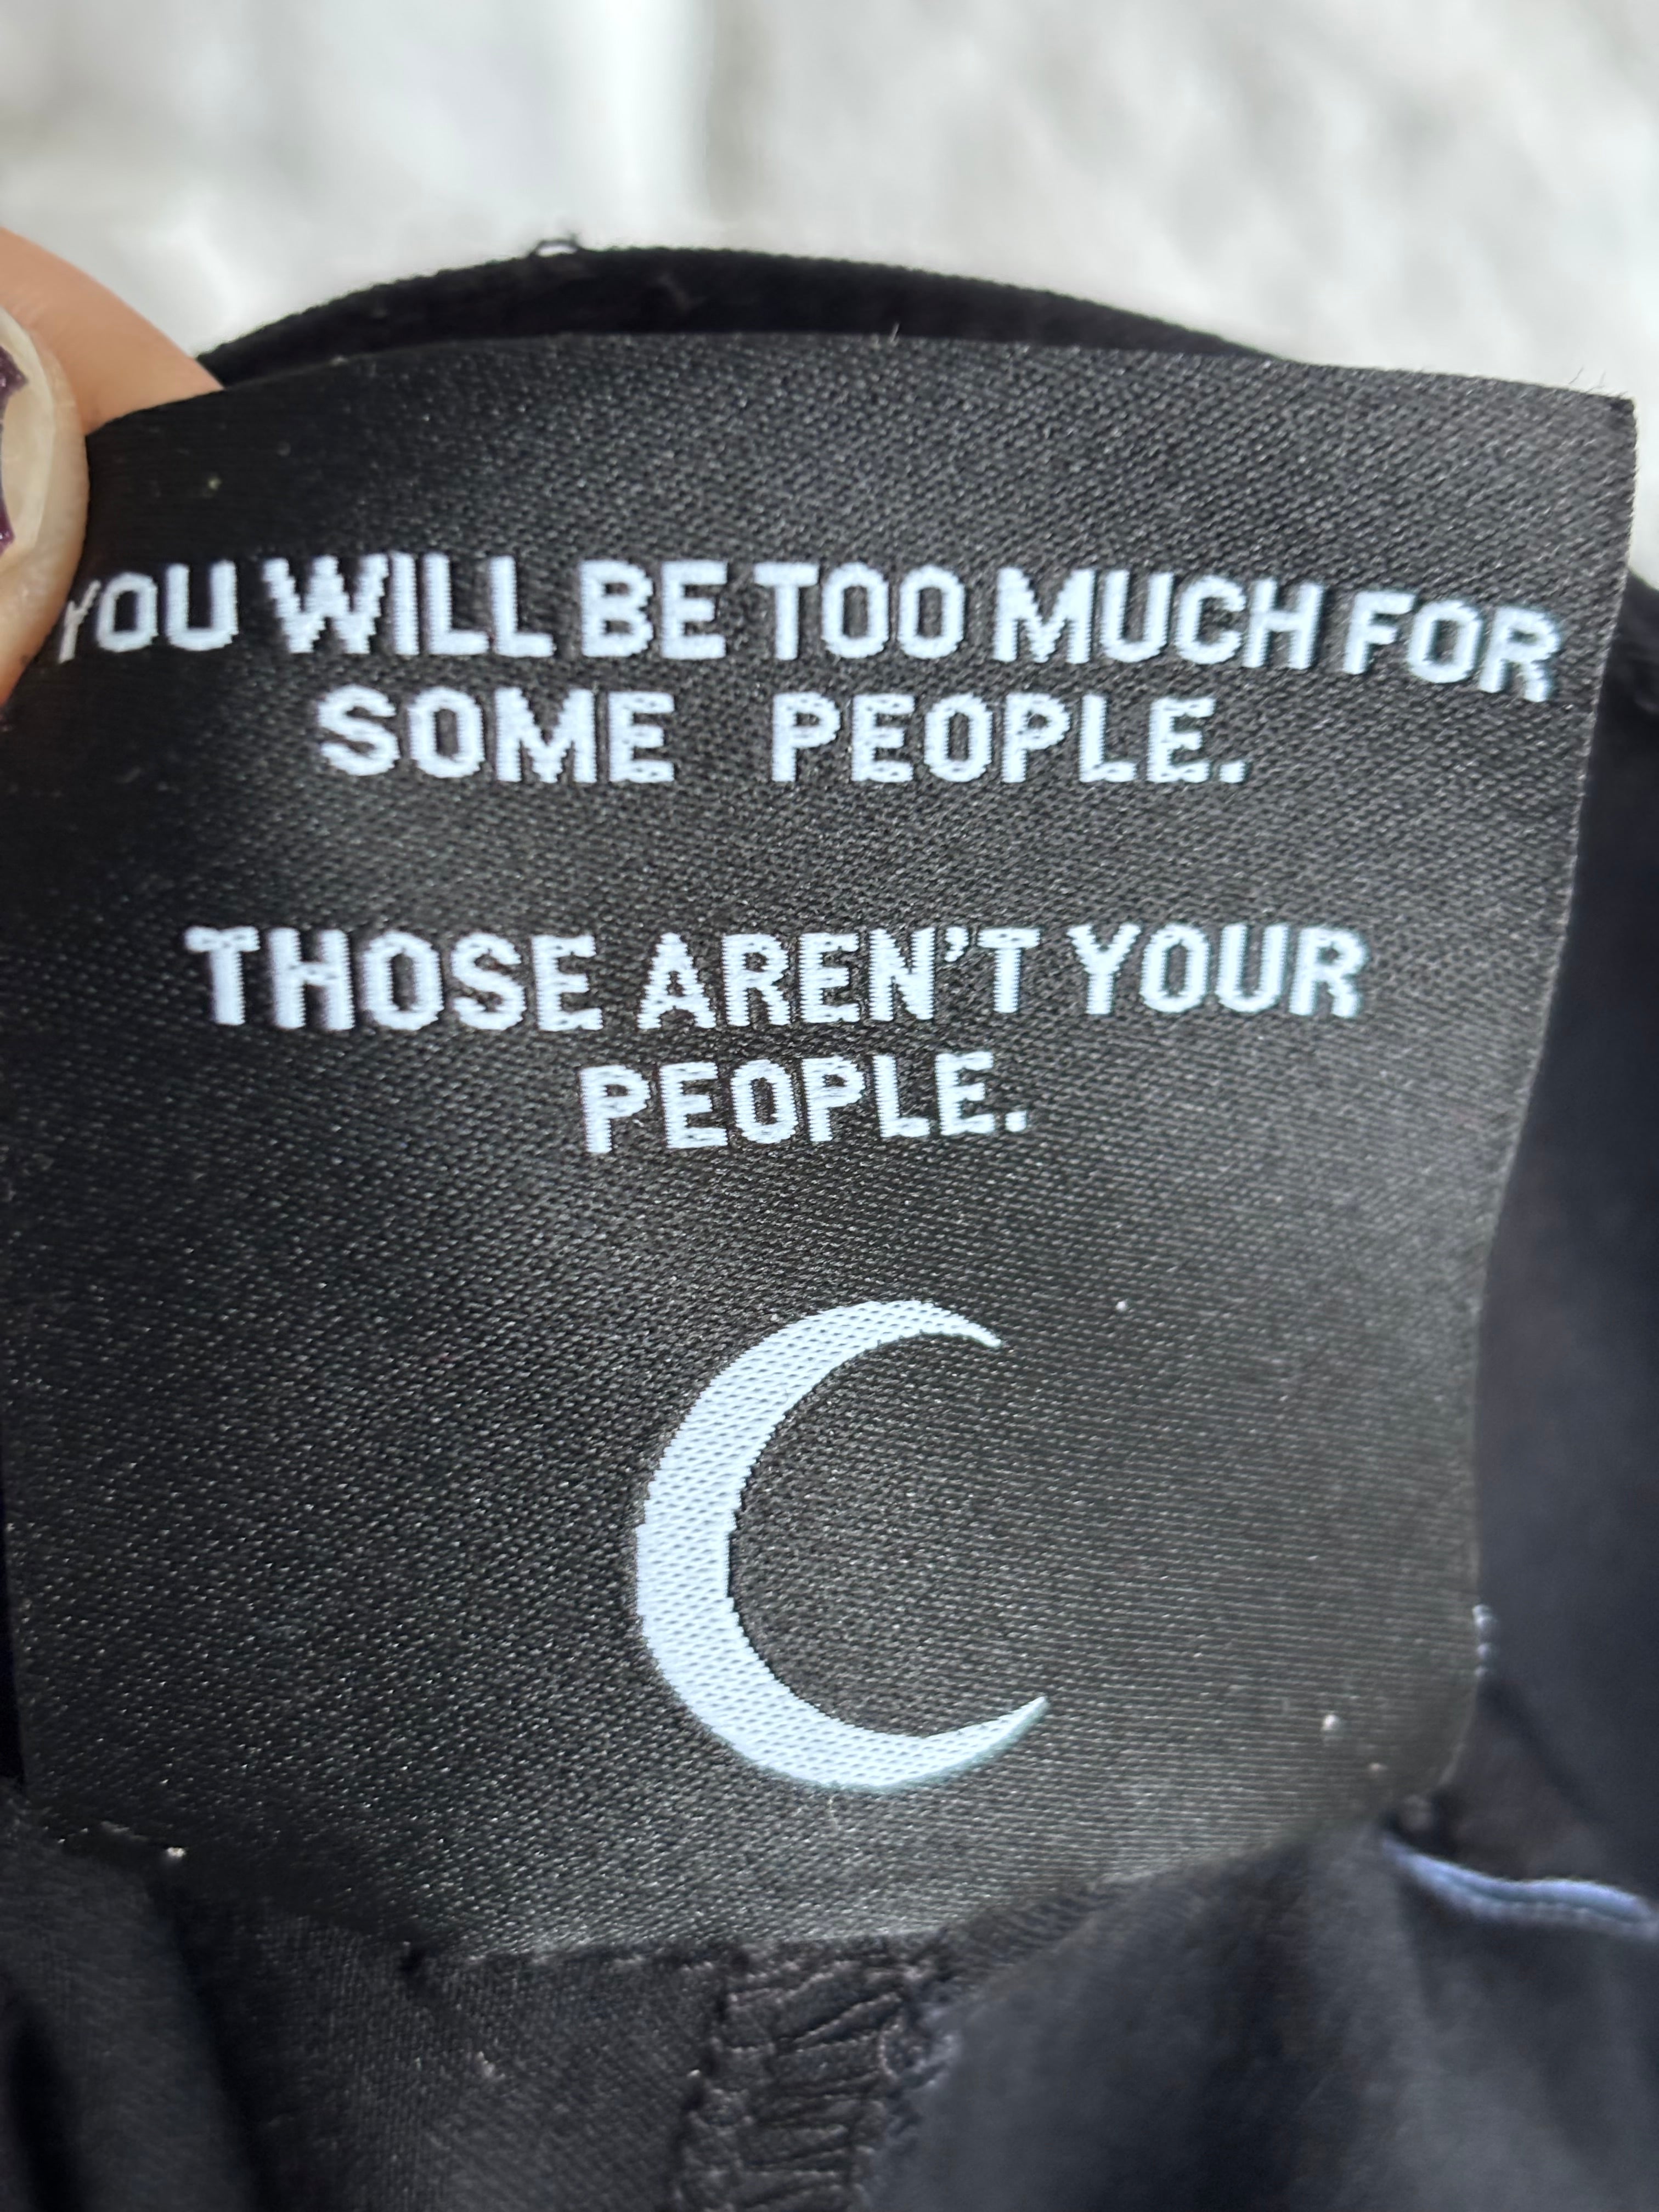 YOU WILL BE TOO MUCH FOR
SOME PEOPLE.
THOSE AREN'T YOUR
PEOPLE.